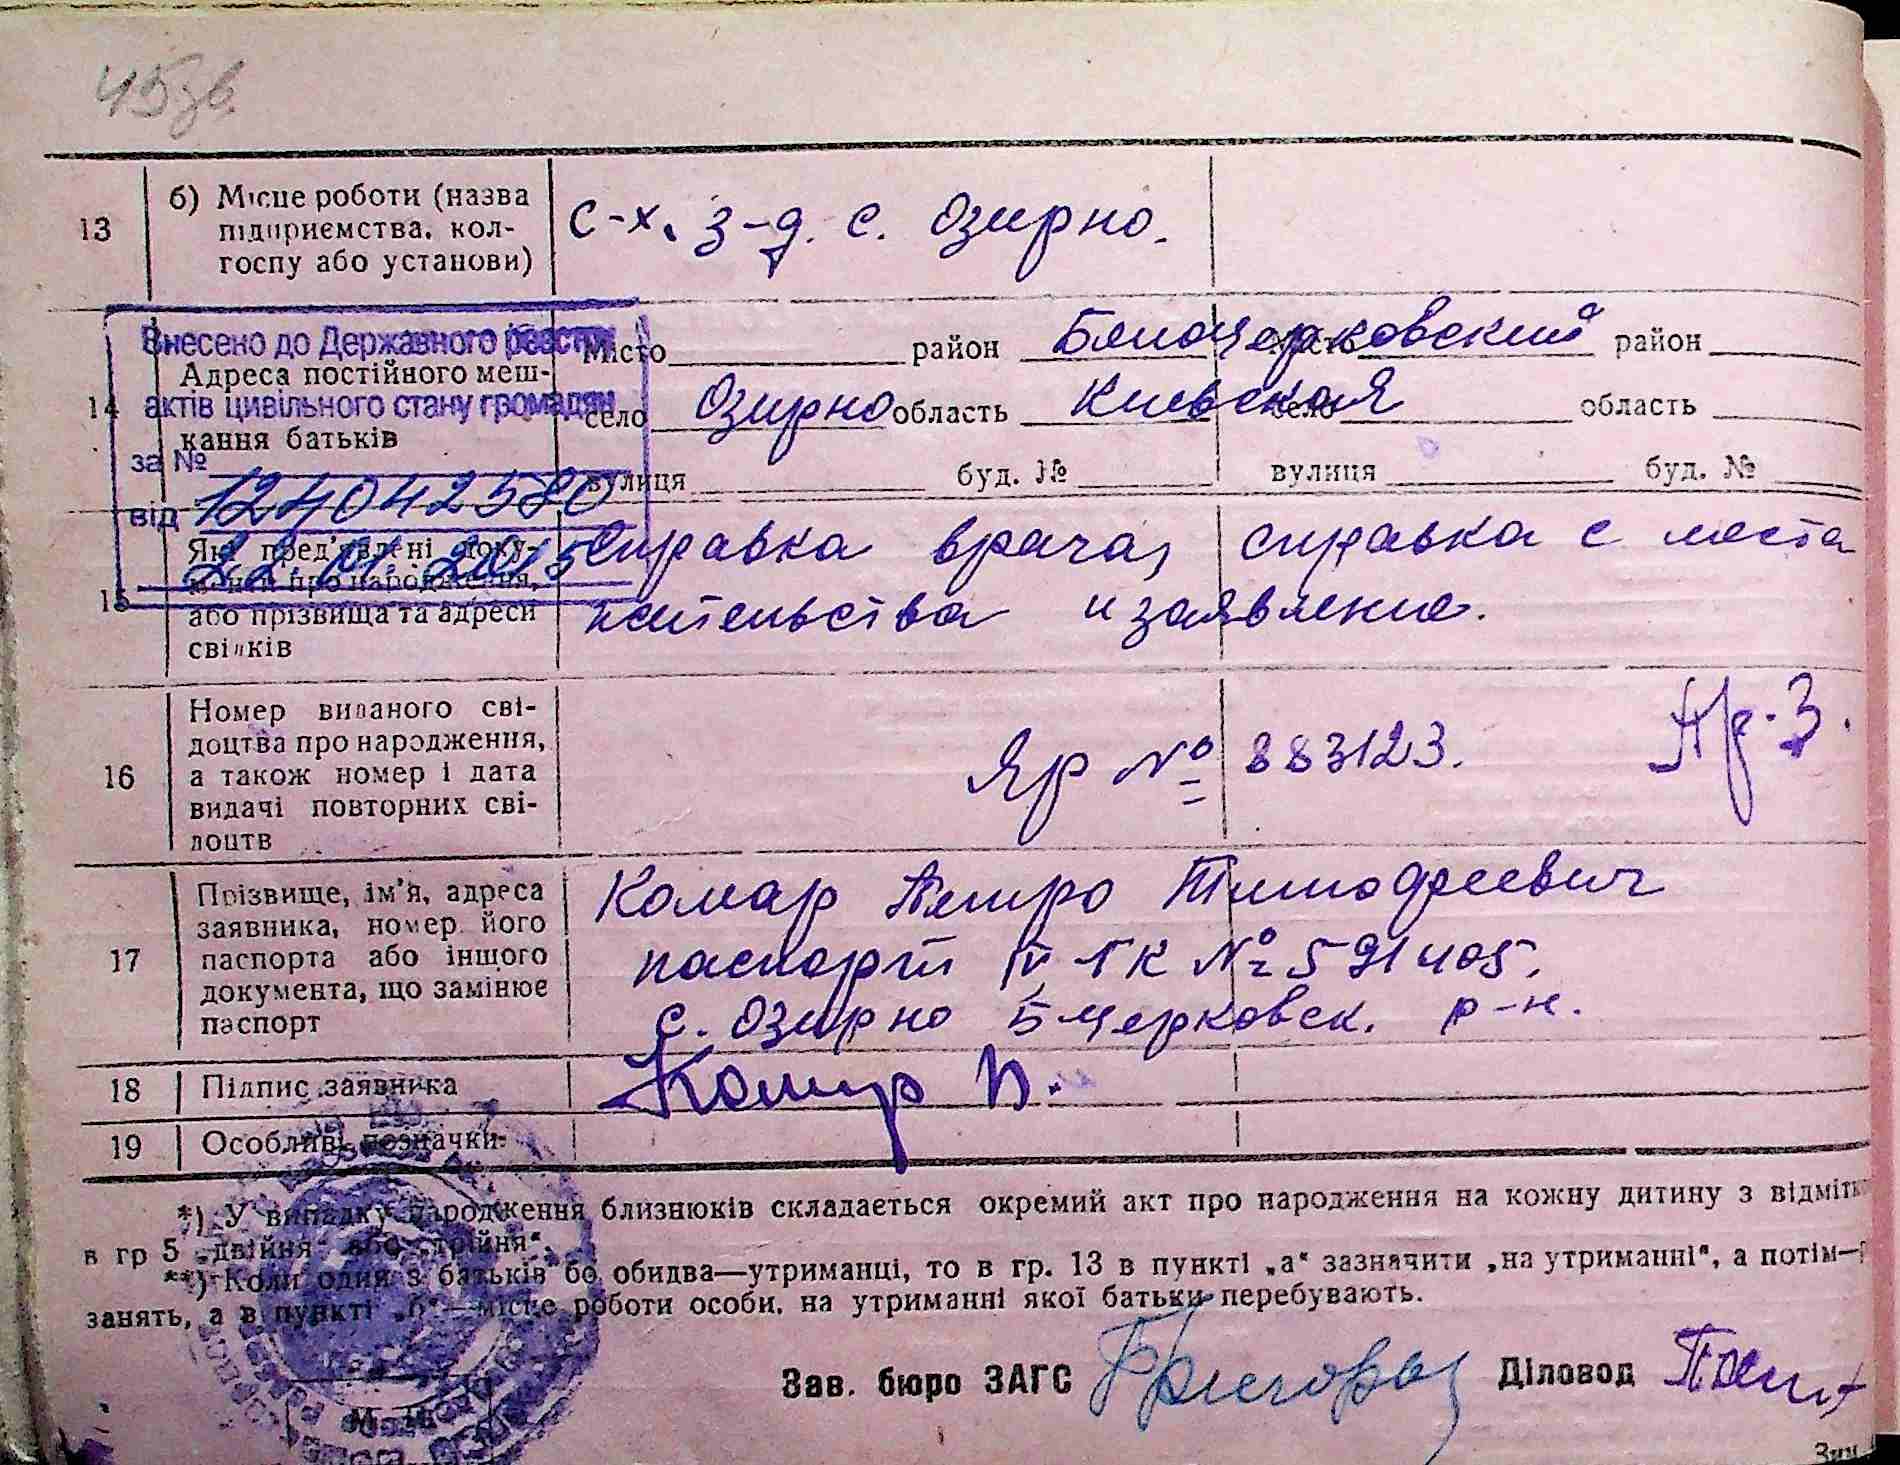 45зв.
13
б) Місце роботи (назва
підприємства, кол-
госпу або установи)
с-х. з-д. с. Озирно.
Внесено до Державного реєстру
актів цивільного стану громадян
за № 124042580
від 22.01.2015
14
Адреса постійного меш-
кання батьків
Місто район Белоцерковский
село Озирно область Киевская
вулиця буд. №
Місто район
село область
вулиця буд. №
15
Які пред'явлені доку-
менти про народження,
або прізвища та адреси
свідків
Справка врача, справка с места
жительства и заявление.
16
Номер виданого сві-
доцтва про народження,
а також номер і дата
видачі повторних сві-
доцтв
Яр № 883123.
17
Прізвище, ім'я, адреса
заявника, номер його
паспорта або іншого
документа, що замінює
паспорт
Комар Петро Тимофеевич
паспорт IV ГК № 591405.
с. Озирно Бцерковск. р-н.
18
Підпис заявника
Комар П.
19
Особливі позначки
*) У випадку народження близнюків складається окремий акт про народження на кожну дитину з відмітк
в гр 5 „двійня" або „трійня".
**) Коли один з батьків бо обидва—утриманці, то в гр. 13 в пункті „а" зазначити „на утриманні", а потім—
занять, а в пункті „б"—місце роботи особи, на утриманні якої батьки перебувають.
Зав. бюро ЗАГС
Діловод
М. П.